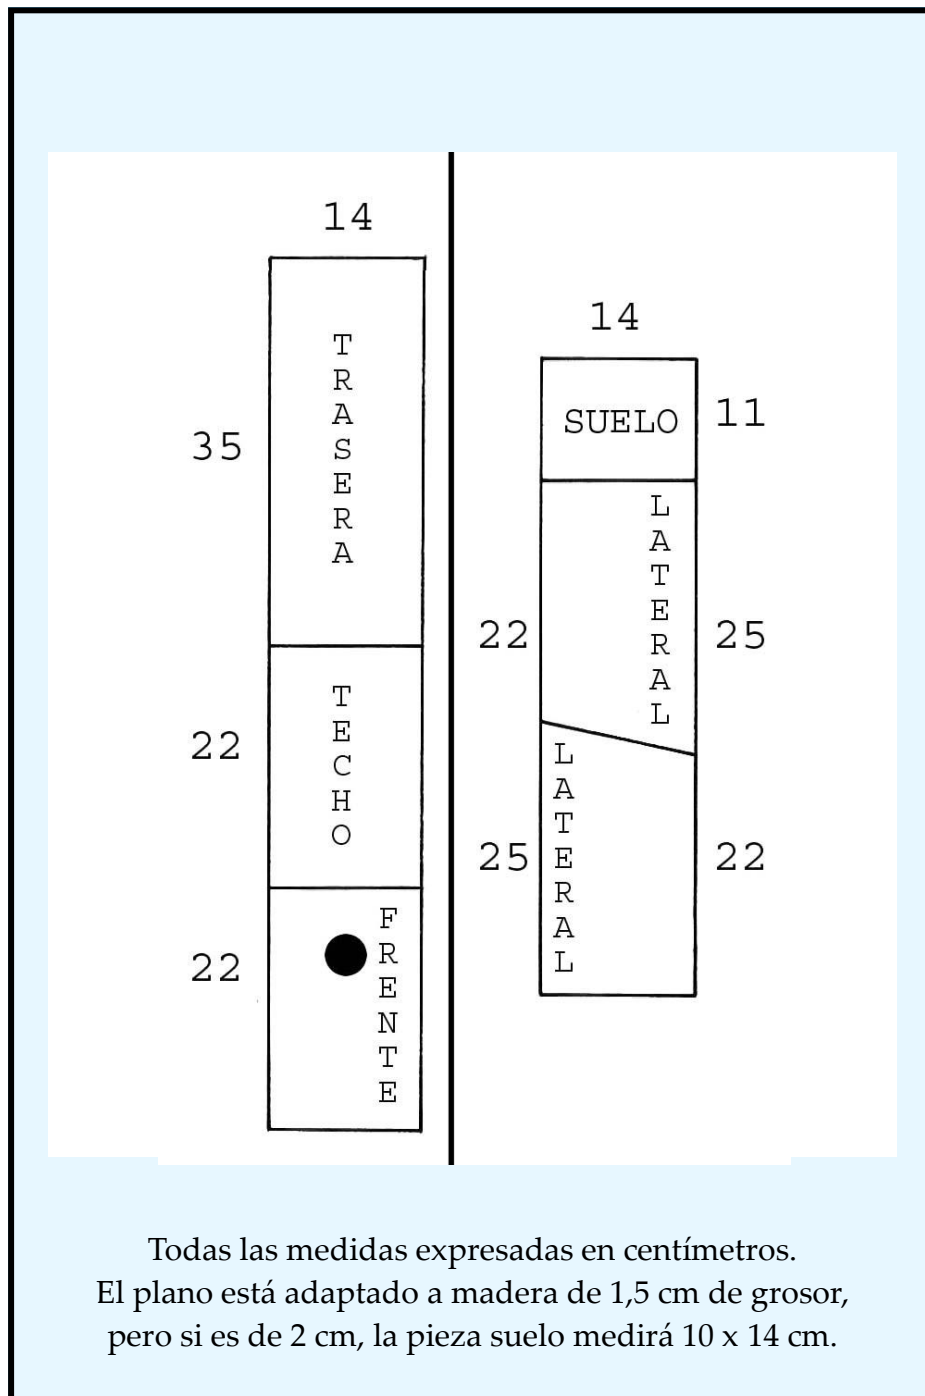 14
TRASERA
35
TECHO
22
FRENTE
22
14
SUELO
11
LATERAL
22
25
LATERAL
25
22
Todas las medidas expresadas en centímetros.
El plano está adaptado a madera de 1,5 cm de grosor,
pero si es de 2 cm, la pieza suelo medirá 10 x 14 cm.